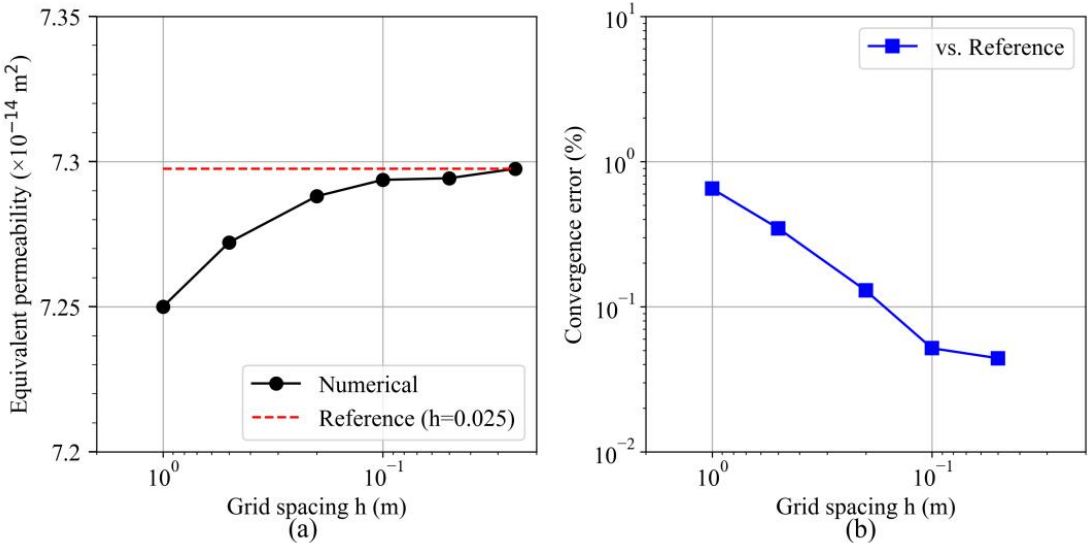 7.35
7.3
7.25
7.2
Equivalent permeability (×10⁻¹⁴ m²)
Numerical
Reference (h=0.025)
10⁰
10⁻¹
Grid spacing h (m)
(a)
10¹
10⁰
10⁻¹
10⁻²
Convergence error (%)
vs. Reference
10⁰
10⁻¹
Grid spacing h (m)
(b)